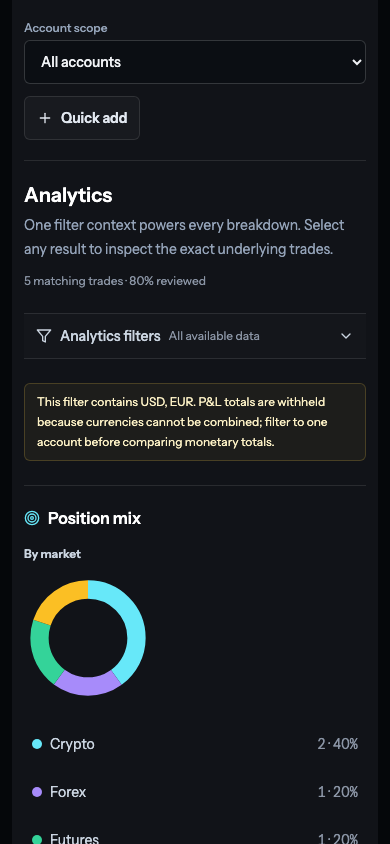 Account scope
All accounts
Quick add
Analytics
One filter context powers every breakdown. Select
any result to inspect the exact underlying trades.
5 matching trades · 80% reviewed
Analytics filters All available data
This filter contains USD, EUR. P&L totals are withheld
because currencies cannot be combined; filter to one
account before comparing monetary totals.
Position mix
By market
Crypto 2 · 40%
Forex 1 · 20%
Futures 1 · 20%